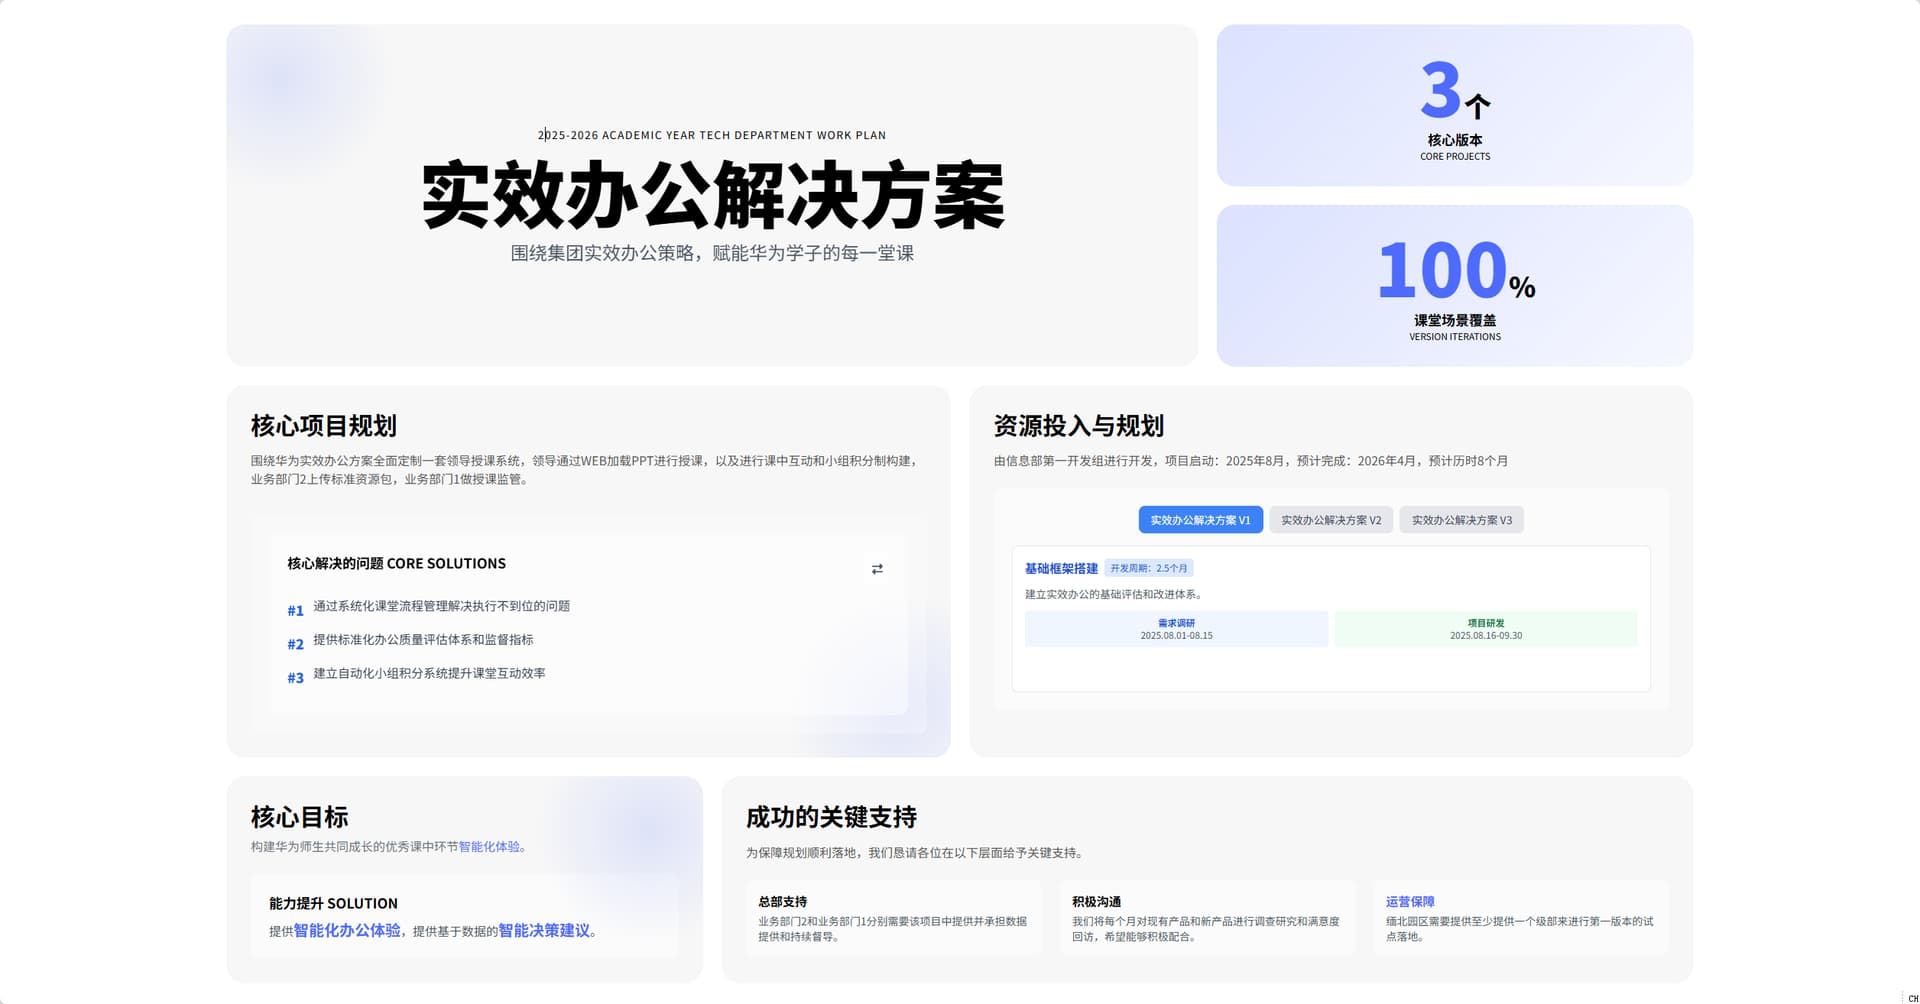 2025-2026 ACADEMIC YEAR TECH DEPARTMENT WORK PLAN
实效办公解决方案
围绕集团实效办公策略，赋能华为学子的每一堂课
3个
核心版本
CORE PROJECTS
100%
课堂场景覆盖
VERSION ITERATIONS
核心项目规划
围绕华为实效办公方案全面定制一套领导授课系统，领导通过WEB加载PPT进行授课，以及进行课中互动和小组积分制构建，
业务部门2上传标准资源包，业务部门1做授课监管。
核心解决的问题 CORE SOLUTIONS
#1 通过系统化课堂流程管理解决执行不到位的问题
#2 提供标准化办公质量评估体系和监督指标
#3 建立自动化小组积分系统提升课堂互动效率
资源投入与规划
由信息部第一开发组进行开发，项目启动：2025年8月，预计完成：2026年4月，预计历时8个月
实效办公解决方案 V1 实效办公解决方案 V2 实效办公解决方案 V3
基础框架搭建 开发周期：2.5个月
建立实效办公的基础评估和改进体系。
需求调研
2025.08.01-08.15
项目研发
2025.08.16-09.30
核心目标
构建华为师生共同成长的优秀课中环节智能化体验。
能力提升 SOLUTION
提供智能化办公体验，提供基于数据的智能决策建议。
成功的关键支持
为保障规划顺利落地，我们恳请各位在以下层面给予关键支持。
总部支持
业务部门2和业务部门1分别需要该项目中提供并承担数据
提供和持续督导。
积极沟通
我们将每个月对现有产品和新产品进行调查研究和满意度
回访，希望能够积极配合。
运营保障
缅北园区需要提供至少提供一个级部来进行第一版本的试
点落地。
CH